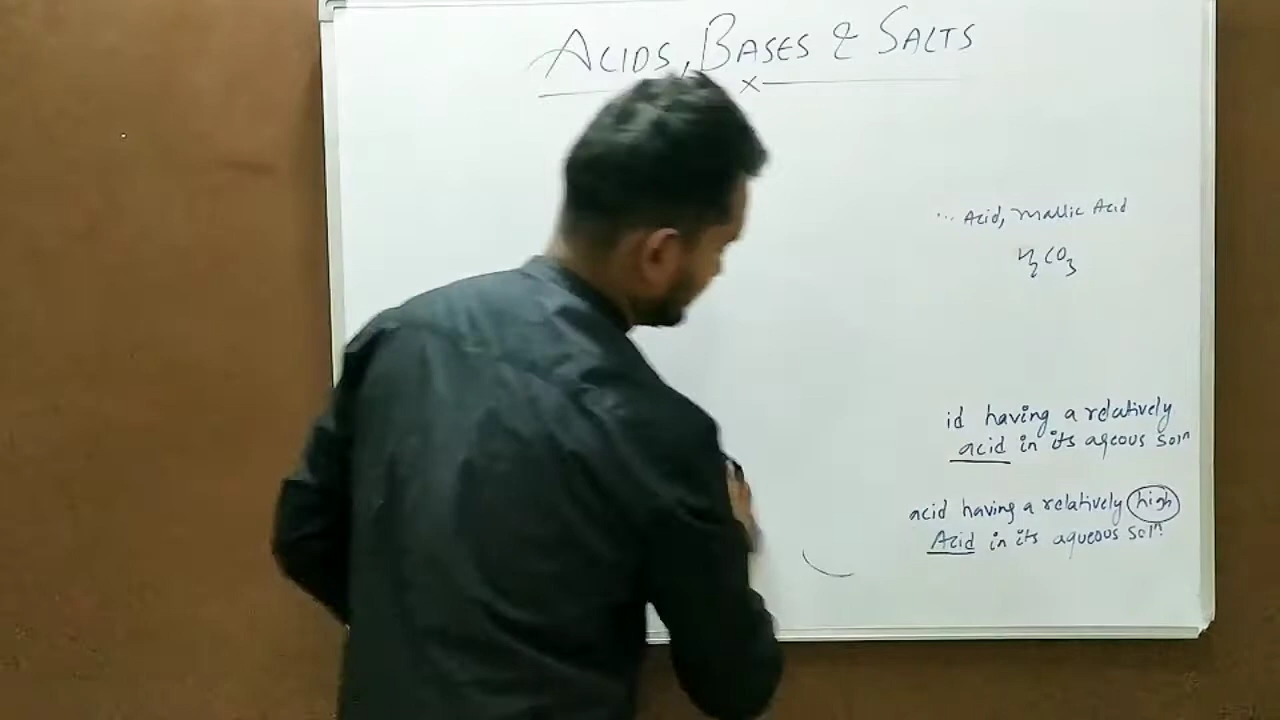 ACIDS, BASES & SALTS
... Acid, Mallic Acid
H2CO3
id having a relatively
acid in its aqeous Soln
acid having a relatively high
Acid in its aqueous Soln.